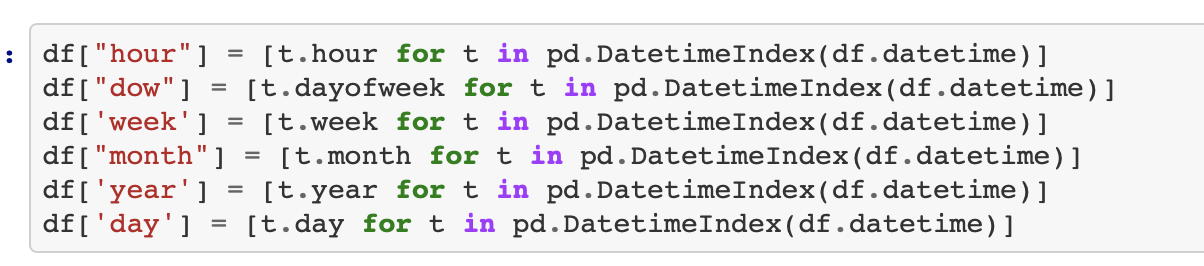 :
df["hour"] = [t.hour for t in pd.DatetimeIndex(df.datetime)]
df["dow"] = [t.dayofweek for t in pd.DatetimeIndex(df.datetime)]
df['week'] = [t.week for t in pd.DatetimeIndex(df.datetime)]
df["month"] = [t.month for t in pd.DatetimeIndex(df.datetime)]
df['year'] = [t.year for t in pd.DatetimeIndex(df.datetime)]
df['day'] = [t.day for t in pd.DatetimeIndex(df.datetime)]